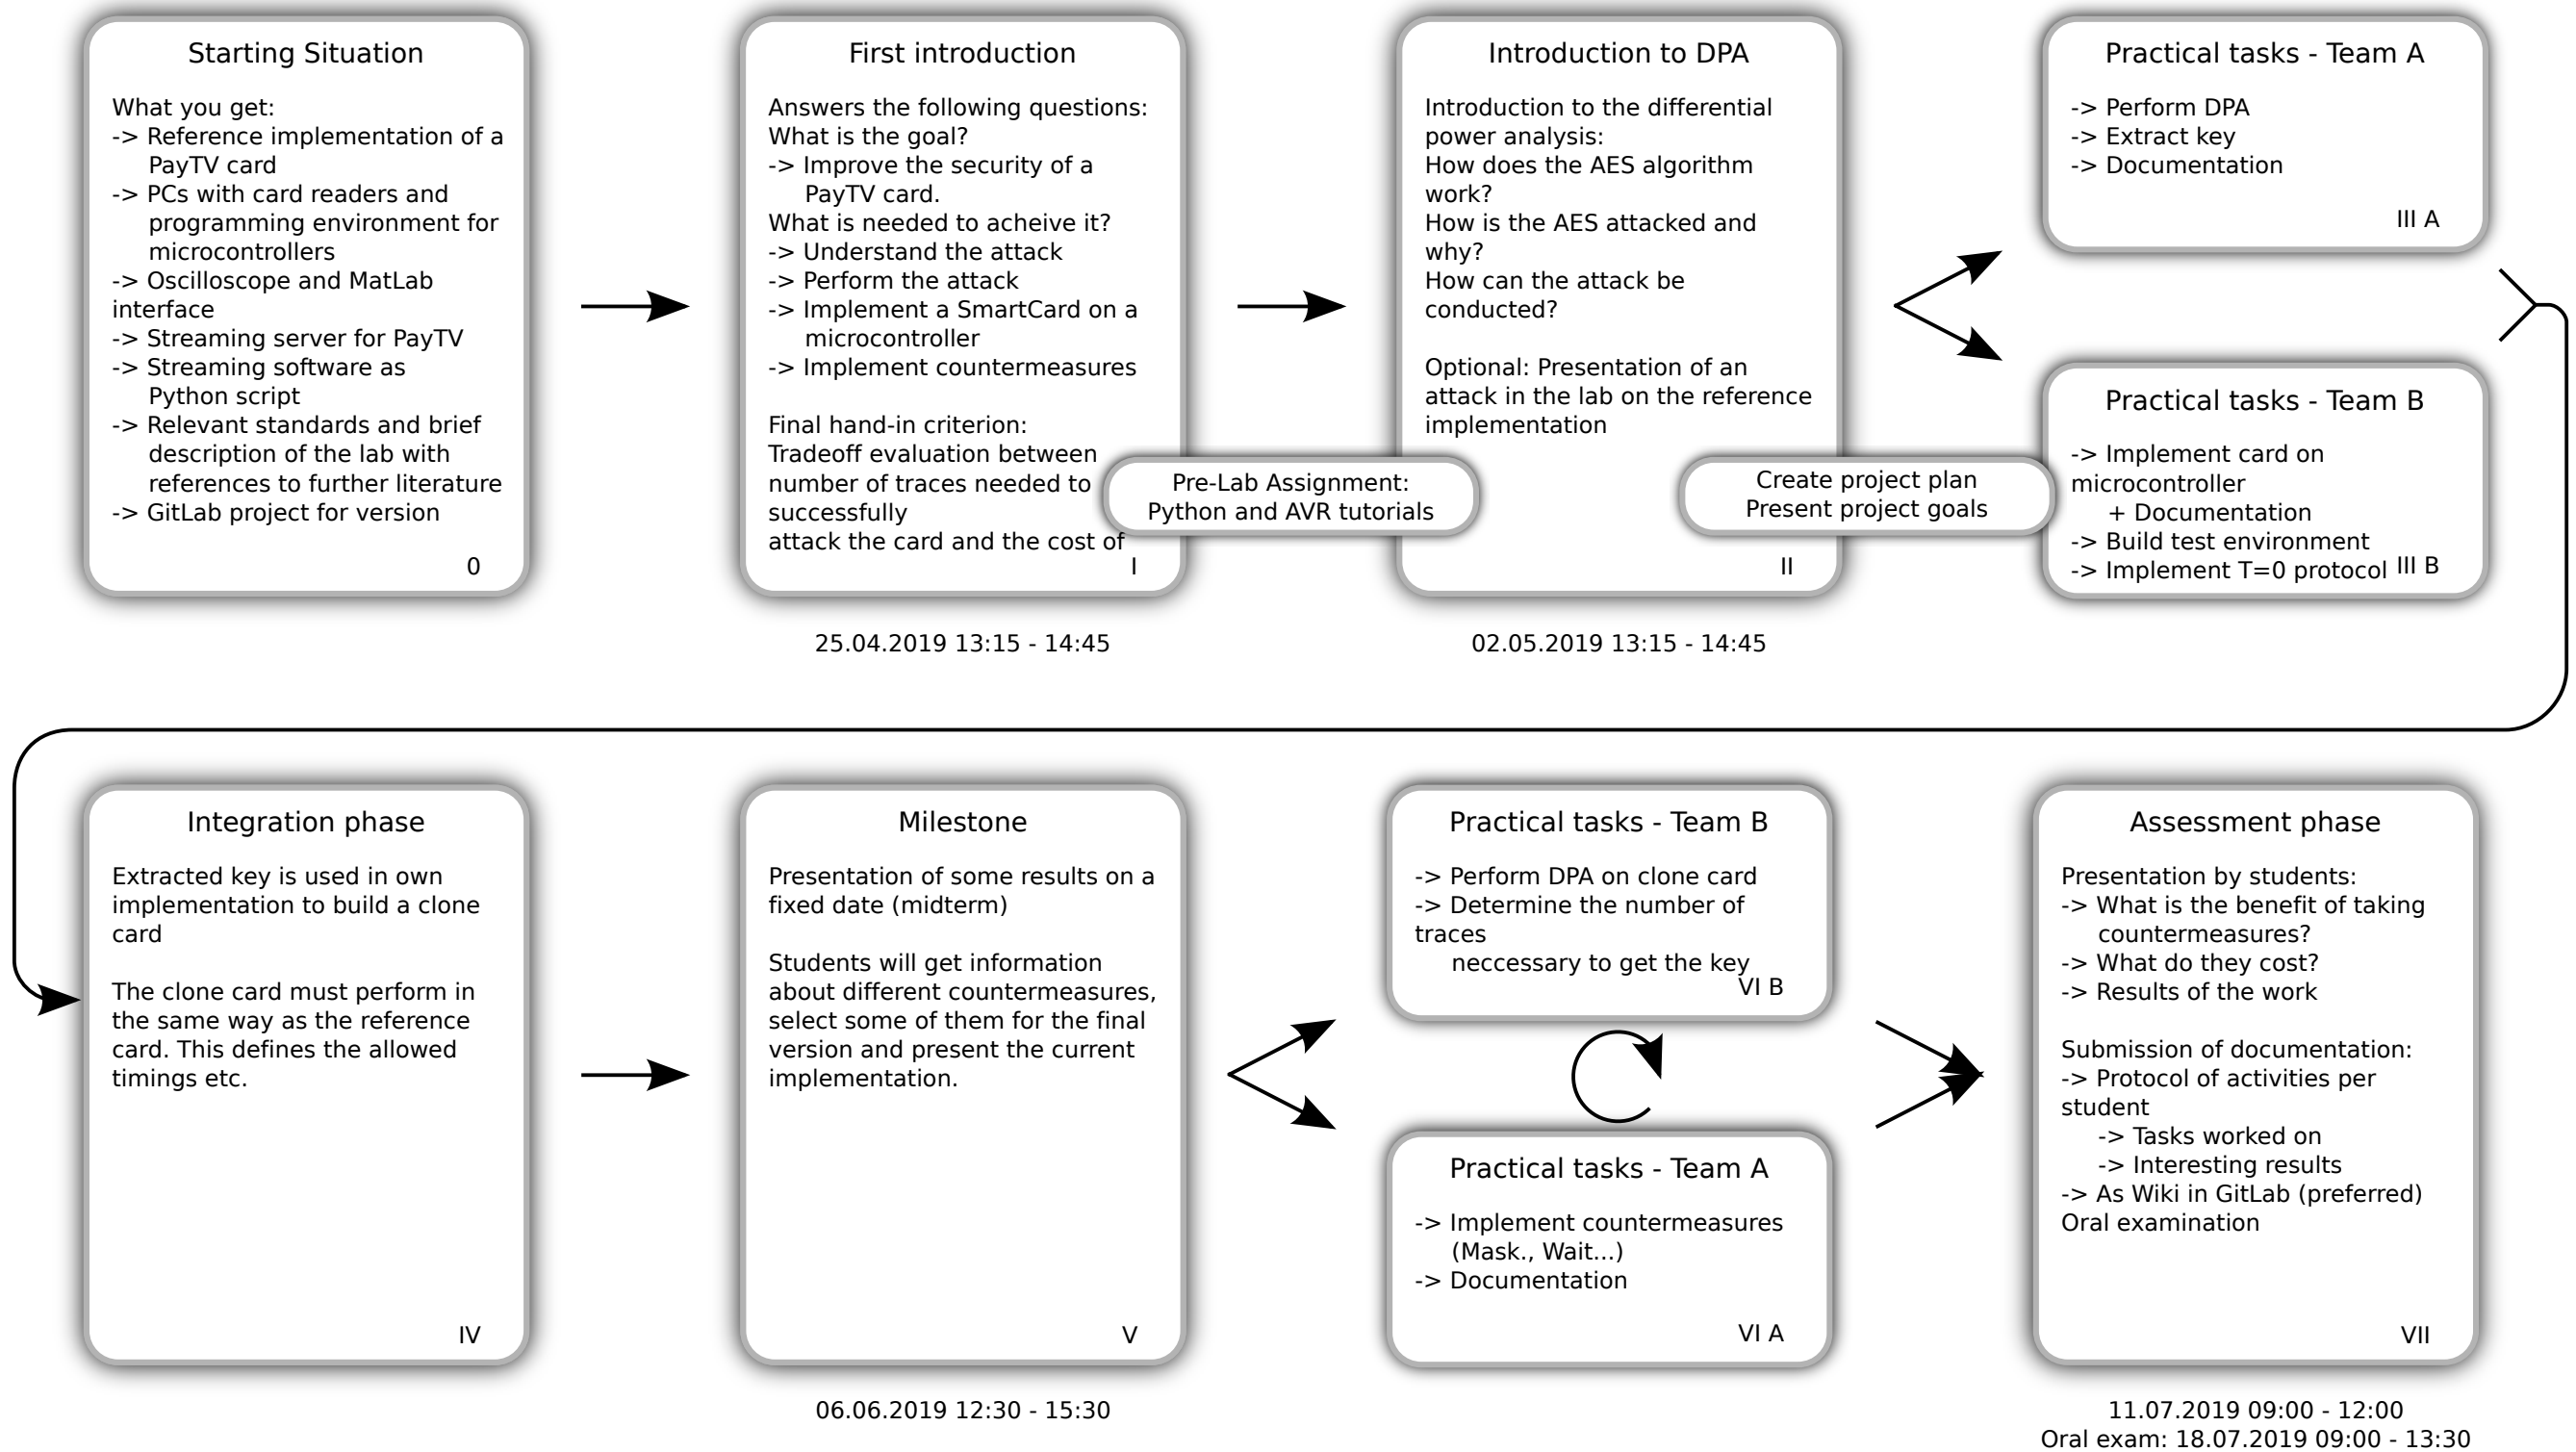 Starting Situation
What you get:
-> Reference implementation of a
PayTV card
-> PCs with card readers and
programming environment for
microcontrollers
-> Oscilloscope and MatLab
interface
-> Streaming server for PayTV
-> Streaming software as
Python script
-> Relevant standards and brief
description of the lab with
references to further literature
-> GitLab project for version
0
First introduction
Answers the following questions:
What is the goal?
-> Improve the security of a
PayTV card.
What is needed to acheive it?
-> Understand the attack
-> Perform the attack
-> Implement a SmartCard on a
microcontroller
-> Implement countermeasures
Final hand-in criterion:
Tradeoff evaluation between
number of traces needed to
successfully
attack the card and the cost of
I
25.04.2019 13:15 - 14:45
Pre-Lab Assignment:
Python and AVR tutorials
Introduction to DPA
Introduction to the differential
power analysis:
How does the AES algorithm
work?
How is the AES attacked and
why?
How can the attack be
conducted?
Optional: Presentation of an
attack in the lab on the reference
implementation
II
02.05.2019 13:15 - 14:45
Create project plan
Present project goals
Practical tasks - Team A
-> Perform DPA
-> Extract key
-> Documentation
III A
Practical tasks - Team B
-> Implement card on
microcontroller
+ Documentation
-> Build test environment
-> Implement T=0 protocol
III B
Integration phase
Extracted key is used in own
implementation to build a clone
card
The clone card must perform in
the same way as the reference
card. This defines the allowed
timings etc.
IV
Milestone
Presentation of some results on a
fixed date (midterm)
Students will get information
about different countermeasures,
select some of them for the final
version and present the current
implementation.
V
06.06.2019 12:30 - 15:30
Practical tasks - Team B
-> Perform DPA on clone card
-> Determine the number of
traces
neccessary to get the key
VI B
Practical tasks - Team A
-> Implement countermeasures
(Mask., Wait...)
-> Documentation
VI A
Assessment phase
Presentation by students:
-> What is the benefit of taking
countermeasures?
-> What do they cost?
-> Results of the work
Submission of documentation:
-> Protocol of activities per
student
-> Tasks worked on
-> Interesting results
-> As Wiki in GitLab (preferred)
Oral examination
VII
11.07.2019 09:00 - 12:00
Oral exam: 18.07.2019 09:00 - 13:30